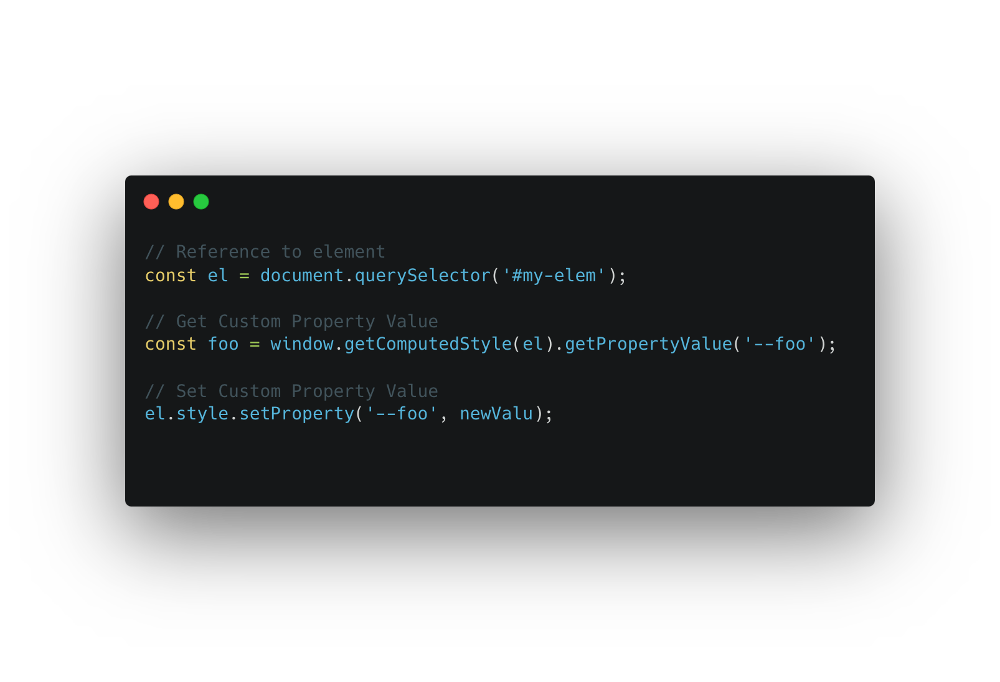 // Reference to element
const el = document.querySelector('#my-elem');
// Get Custom Property Value
const foo = window.getComputedStyle(el).getPropertyValue('--foo');
// Set Custom Property Value
el.style.setProperty('--foo', newValu);